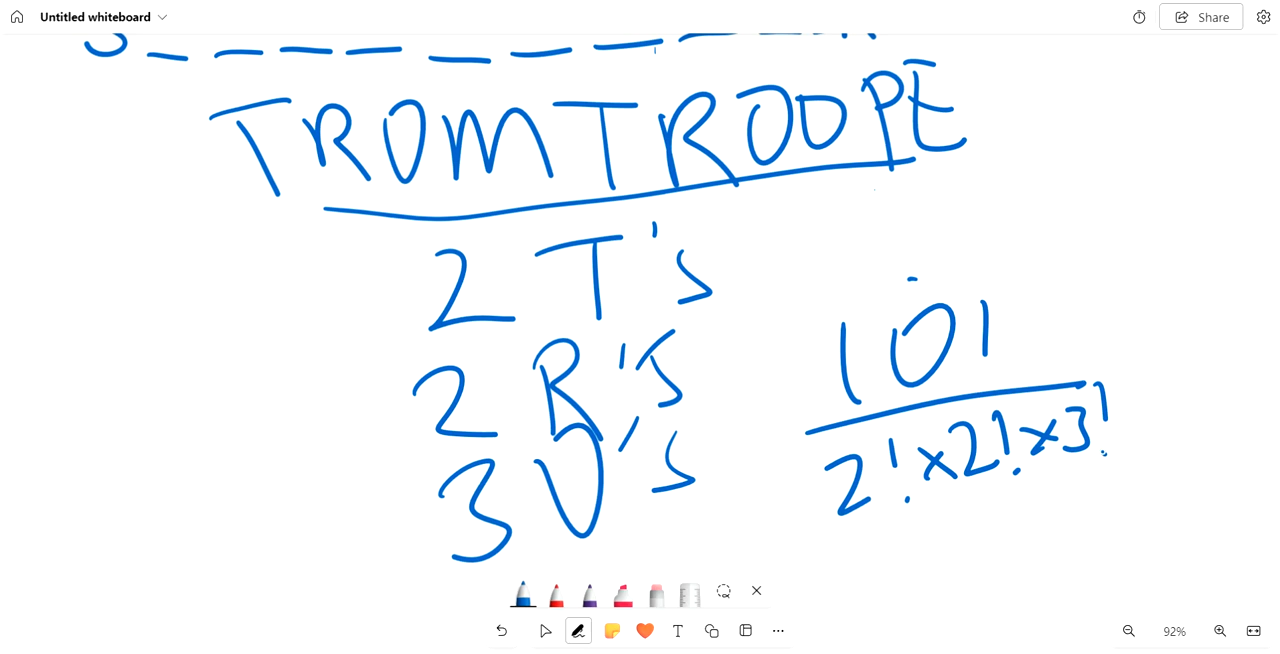 Untitled whiteboard
Share
S _ _ _ _ _ _ _
TROMTROOPE
2 T's
2 R's
3 O's
10!
2! x 2! x 3!
T
92%